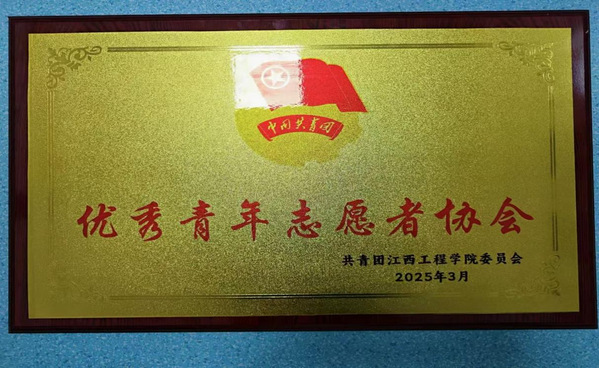 中国共青团
优秀青年志愿者协会
共青团江西工程学院委员会
2025年3月